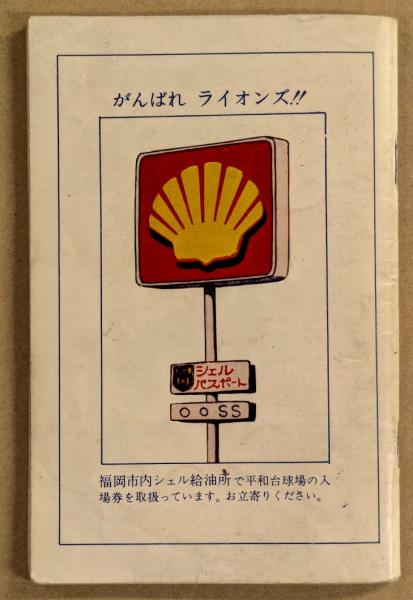 がんばれ ライオンズ!!
シェル
パスポート
○○SS
福岡市内シェル給油所で平和台球場の入
場券を取扱っています。お立寄りください。